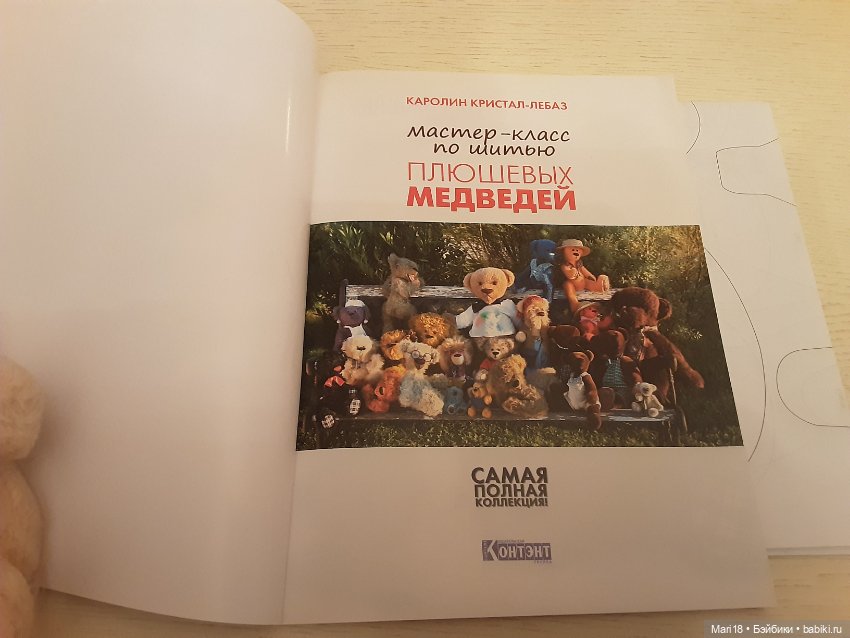 КАРОЛИН КРИСТАЛ-ЛЕБАЗ
мастер-класс
по шитью
ПЛЮШЕВЫХ
МЕДВЕДЕЙ
САМАЯ
ПОЛНАЯ
КОЛЛЕКЦИЯ!
КОНТЭНТ
Mari18 • Бэйбики • babiki.ru